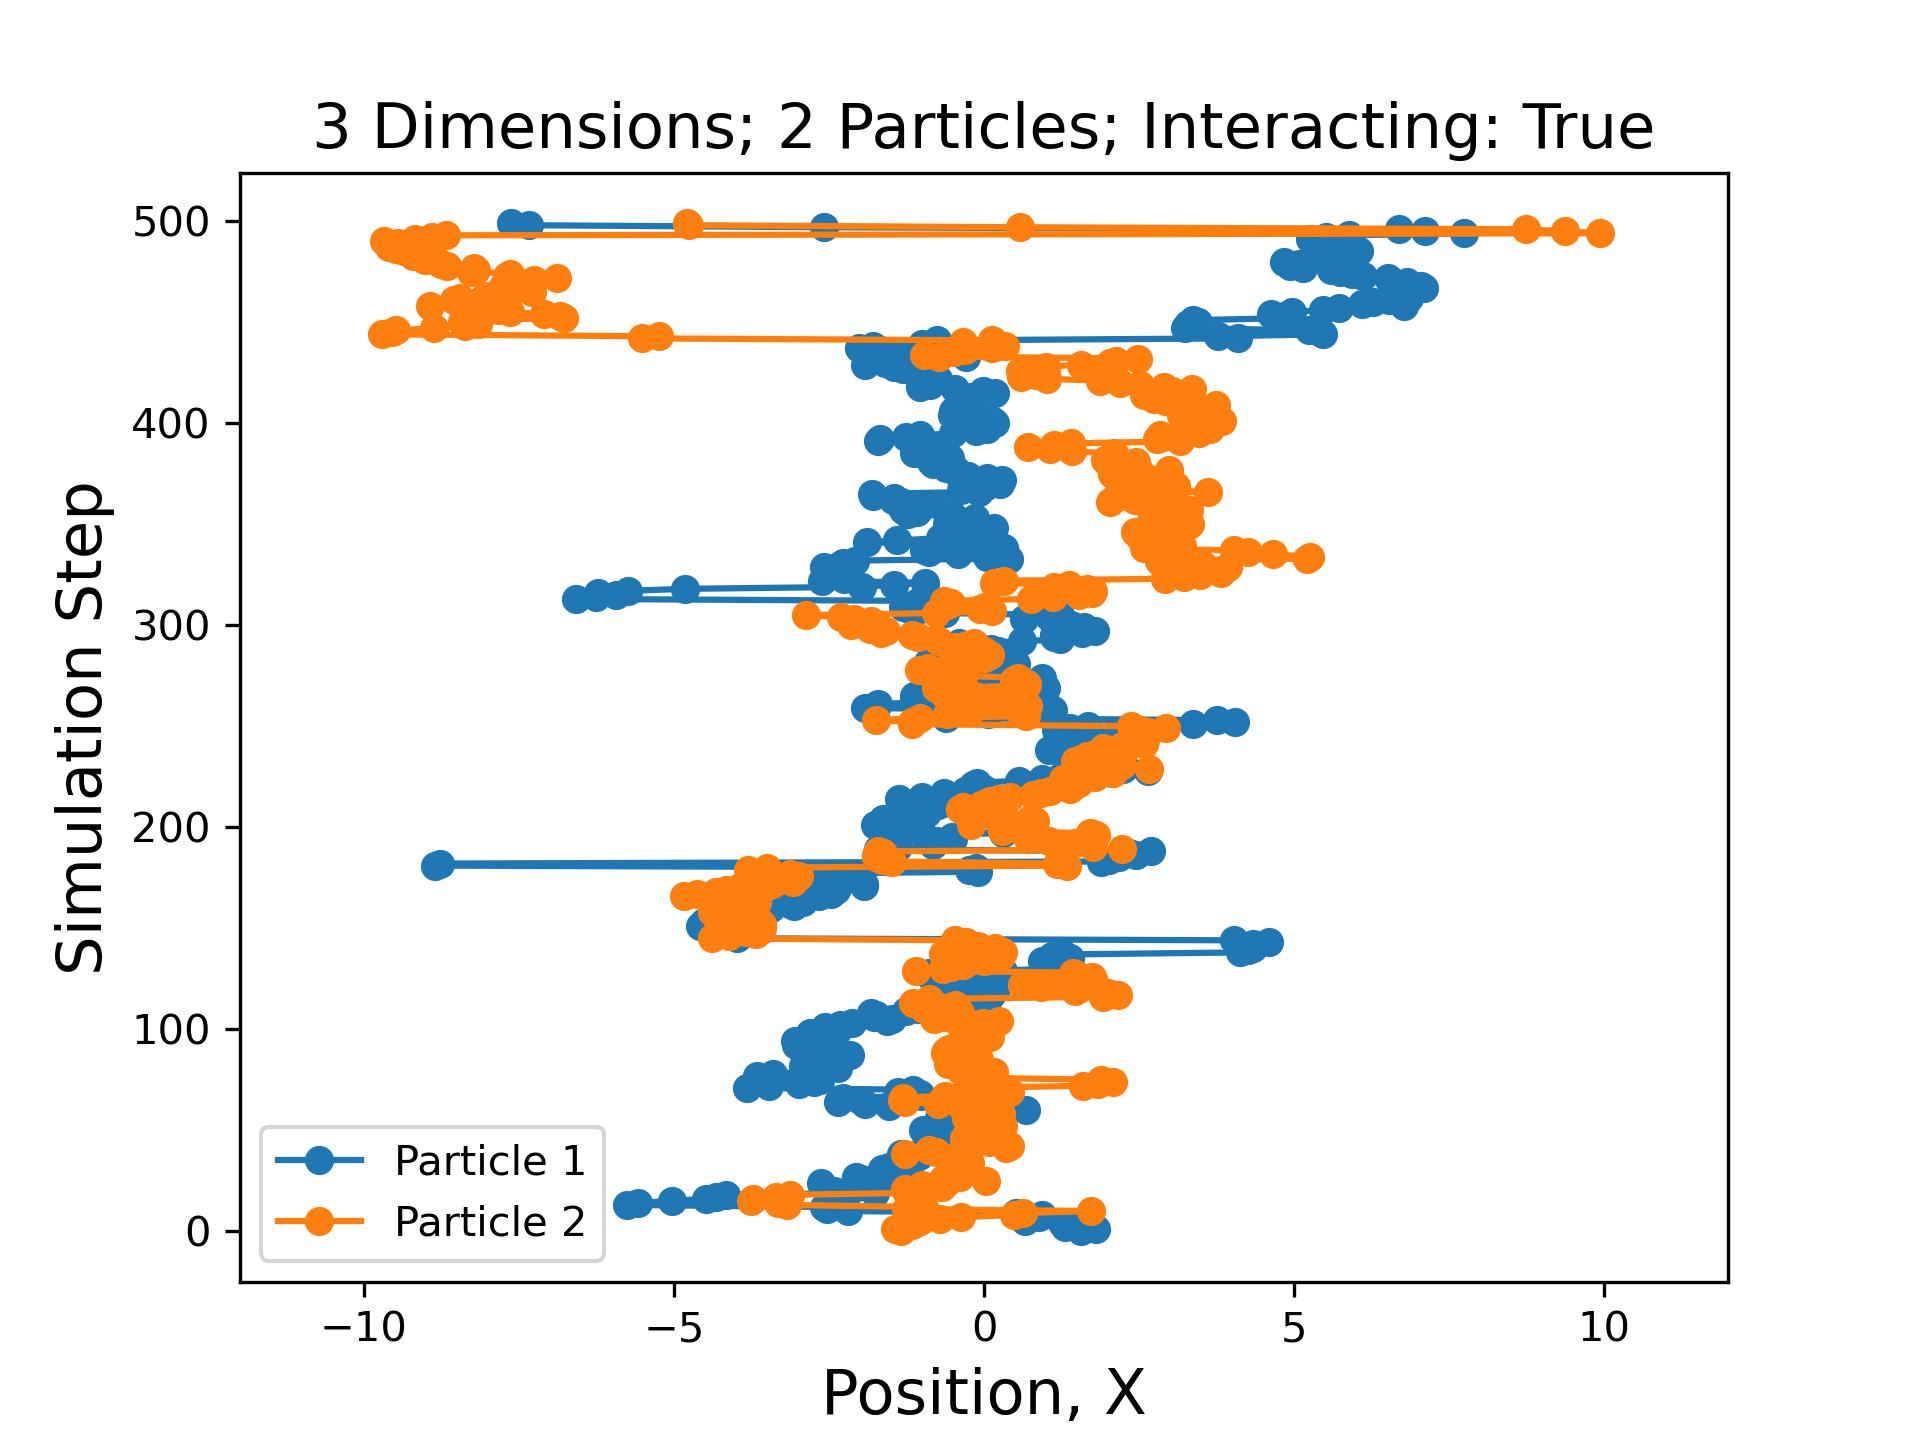 3 Dimensions; 2 Particles; Interacting: True
500
400
300
200
100
0
Simulation Step
Particle 1
Particle 2
−10
−5
0
5
10
Position, X